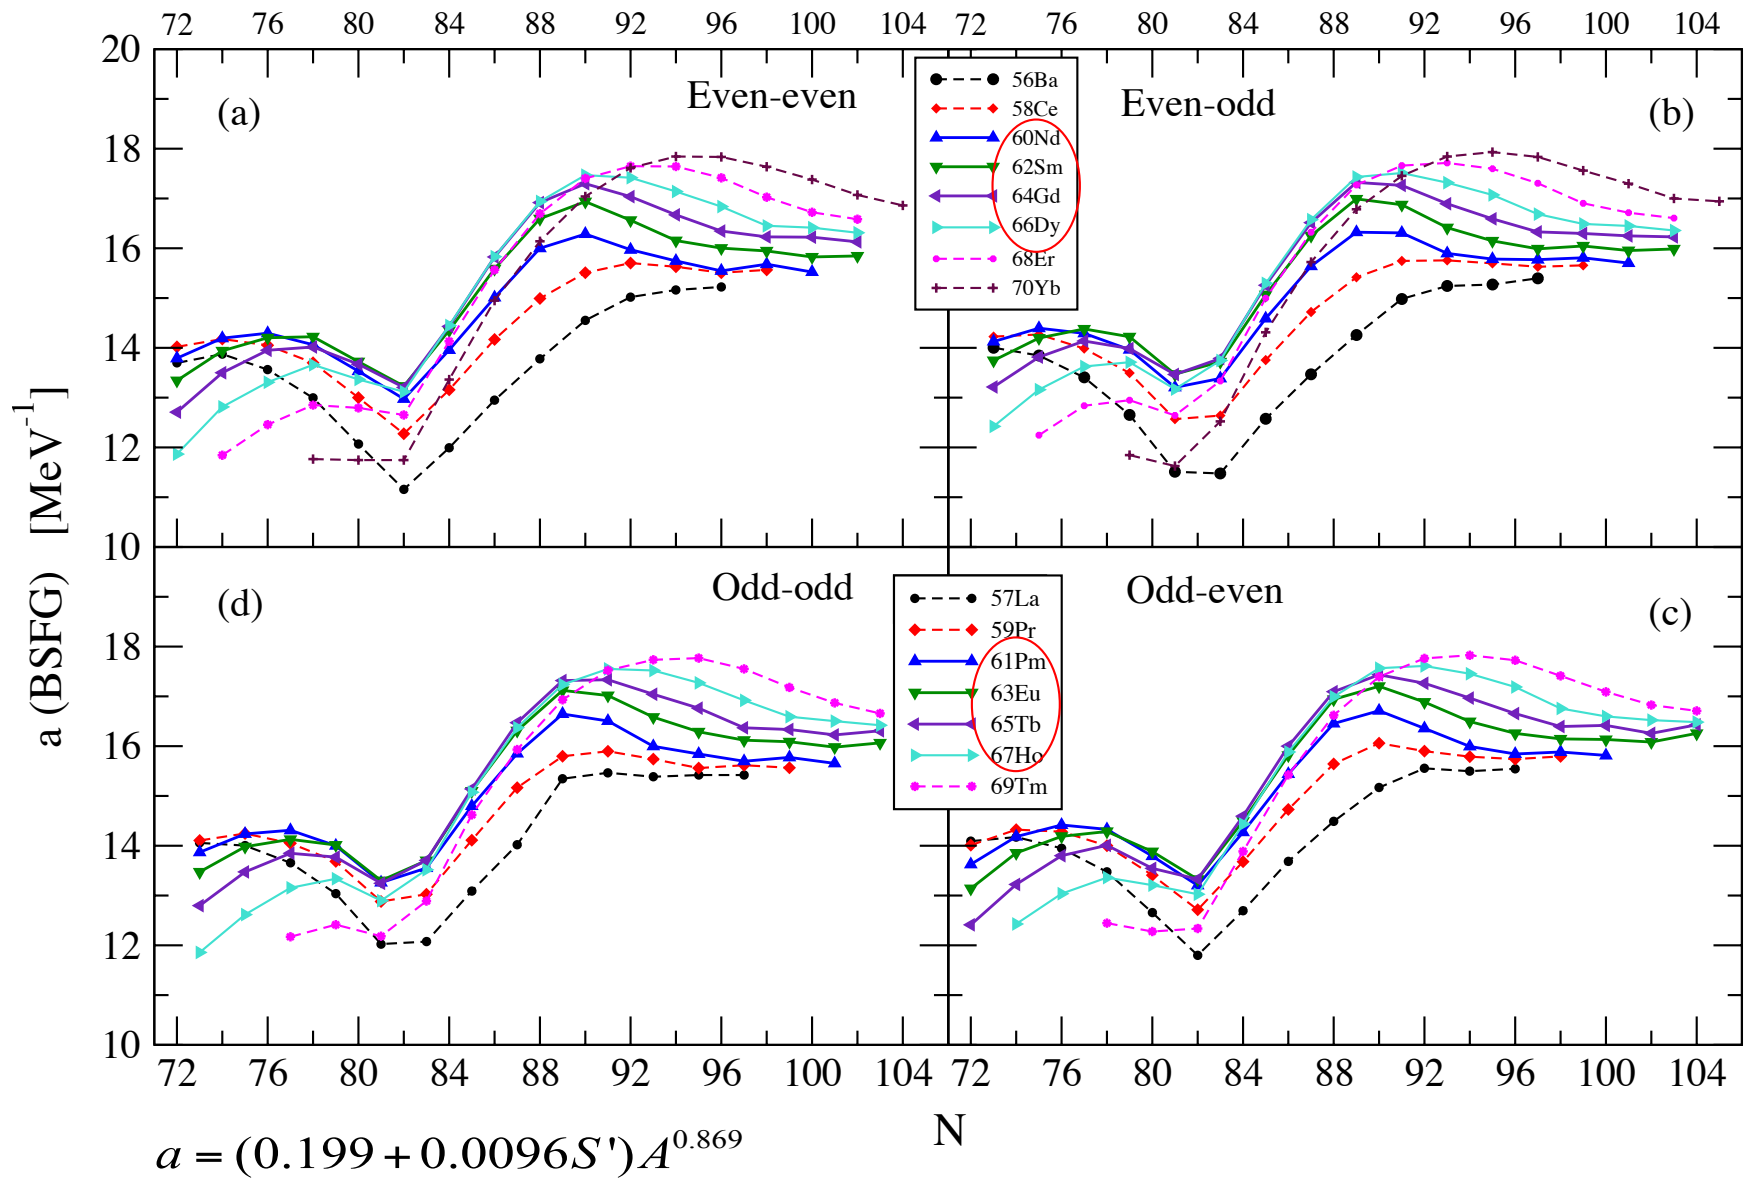 72 76 80 84 88 92 96 100 104 72 76 80 84 88 92 96 100 104
20
18
16
14
12
10
(a)
Even-even
56Ba
58Ce
60Nd
62Sm
64Gd
66Dy
68Er
70Yb
Even-odd
(b)
a (BSFG) [MeV⁻¹]
18
16
14
12
10
(d)
Odd-odd
57La
59Pr
61Pm
63Eu
65Tb
67Ho
69Tm
Odd-even
(c)
72 76 80 84 88 92 96 100 104 72 76 80 84 88 92 96 100 104
N
a = (0.199 + 0.0096S')A^0.869